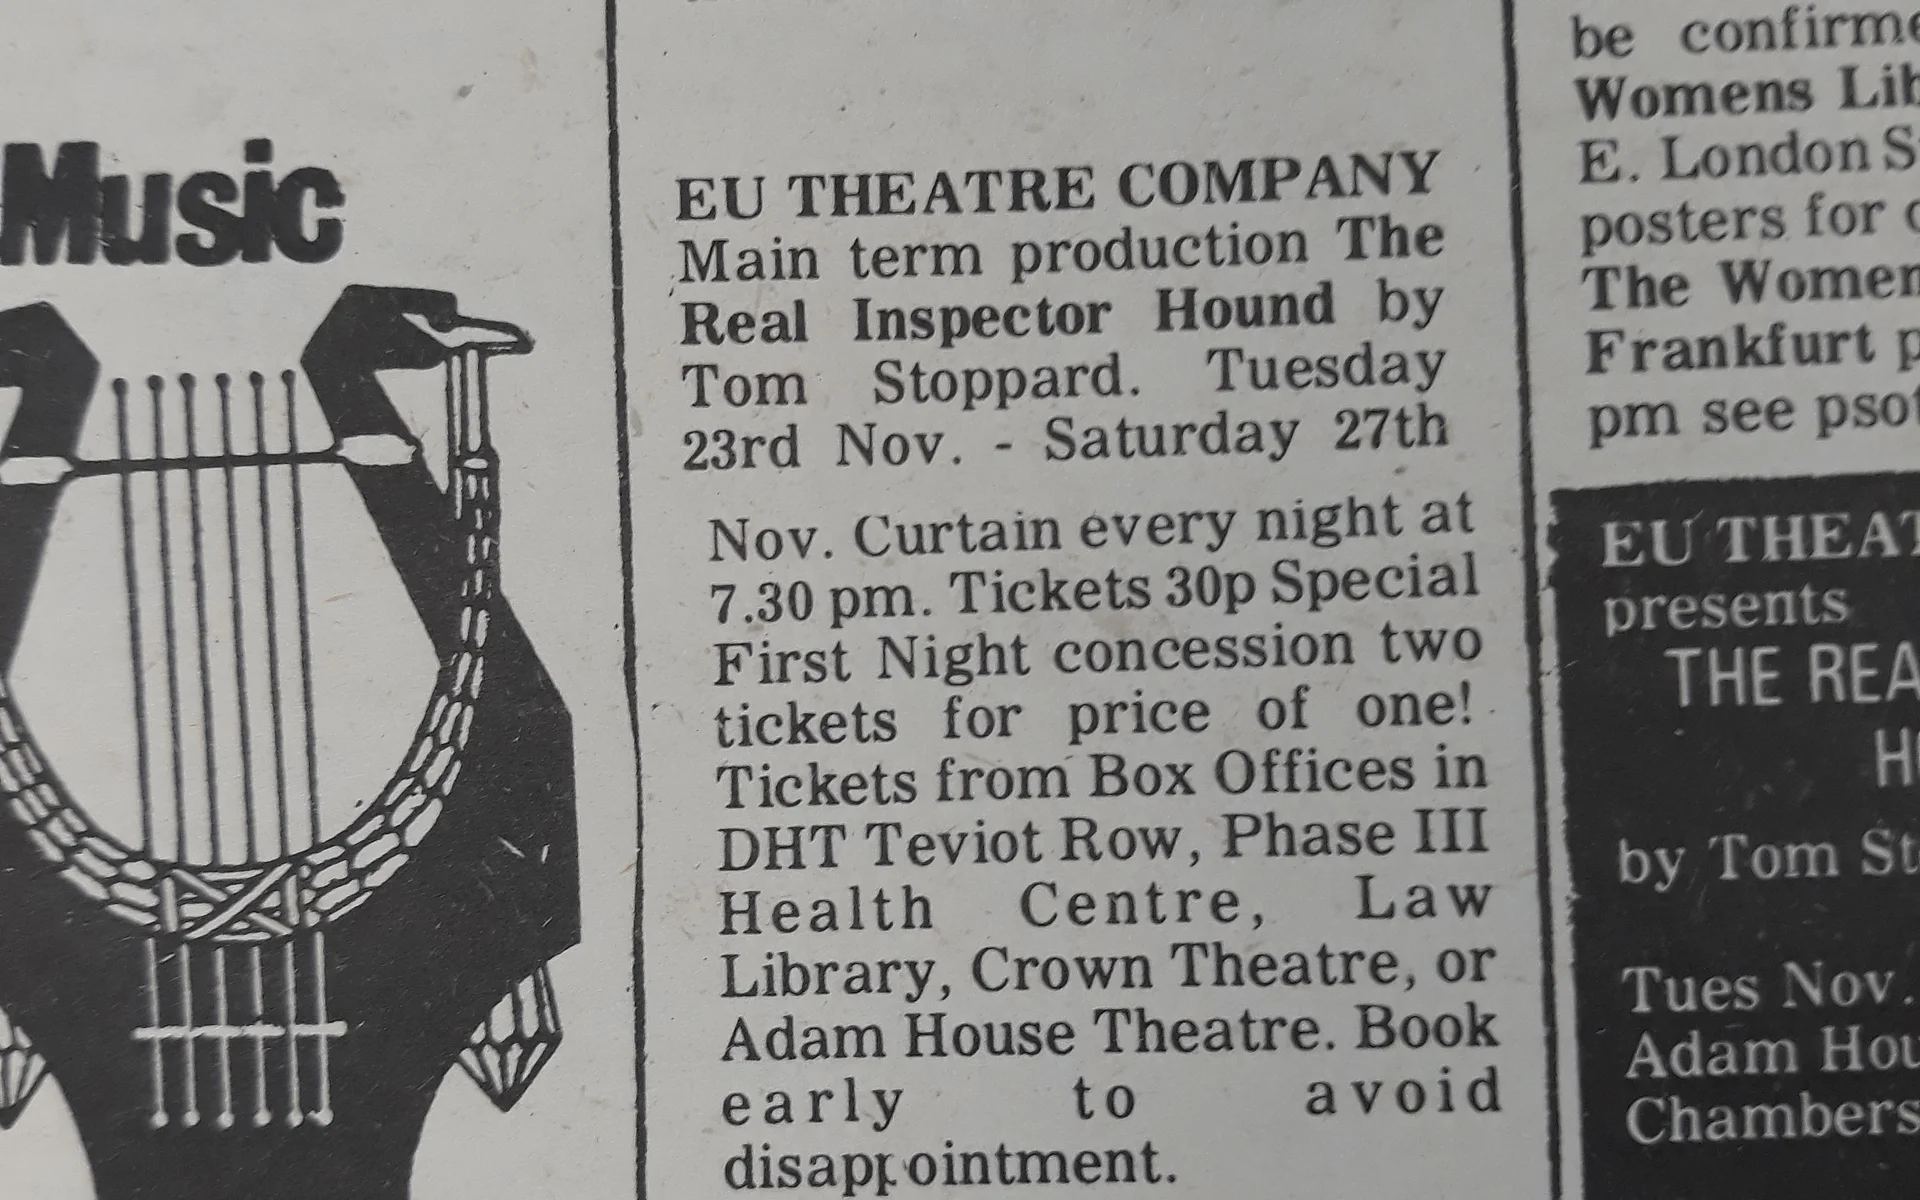 Music
EU THEATRE COMPANY
Main term production The
Real Inspector Hound by
Tom Stoppard. Tuesday
23rd Nov. - Saturday 27th
Nov. Curtain every night at
7.30 pm. Tickets 30p Special
First Night concession two
tickets for price of one!
Tickets from Box Offices in
DHT Teviot Row, Phase III
Health Centre, Law
Library, Crown Theatre, or
Adam House Theatre. Book
early to avoid
disappointment.
be
Womens
E. London
posters for
The
Frankfurt
pm see
EU
presents
THE
by Tom
Tues Nov.
Adam
Chambers